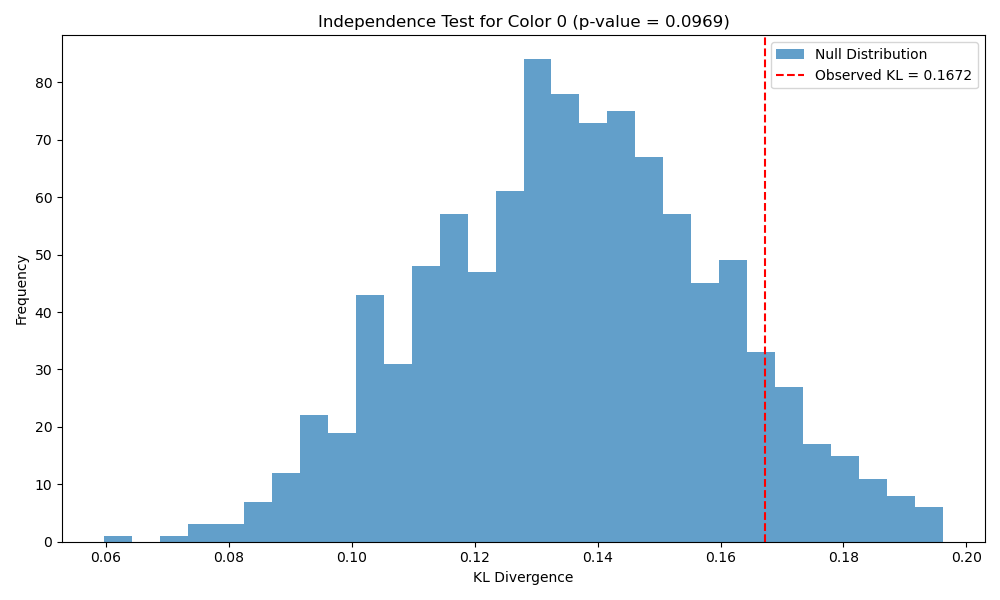 Independence Test for Color 0 (p-value = 0.0969)
Null Distribution
Observed KL = 0.1672
Frequency
80
70
60
50
40
30
20
10
0
0.06 0.08 0.10 0.12 0.14 0.16 0.18 0.20
KL Divergence